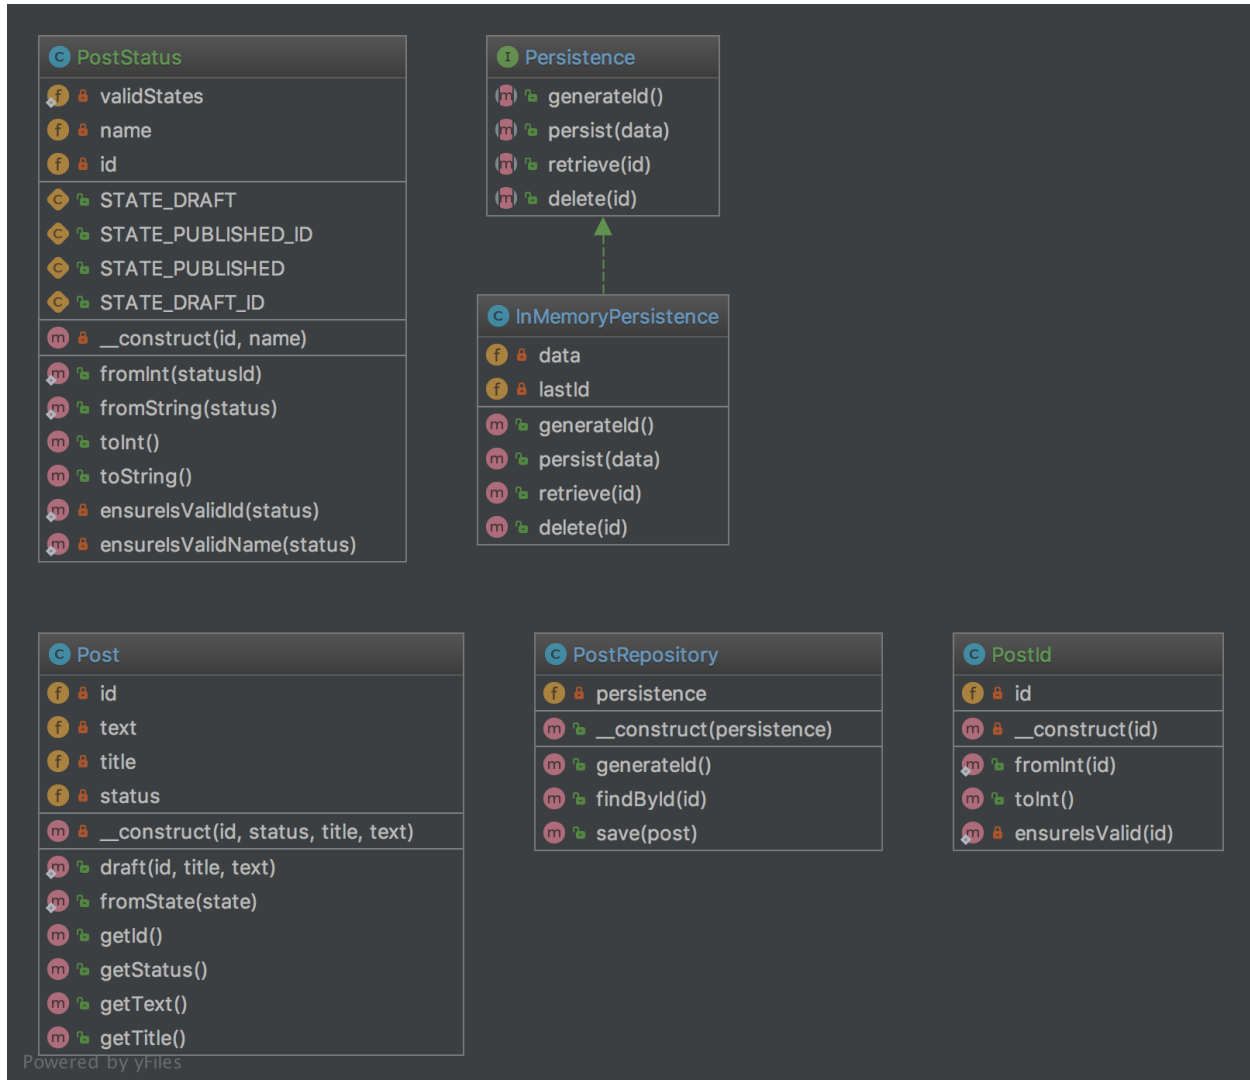 PostStatus
validStates
name
id
STATE_DRAFT
STATE_PUBLISHED_ID
STATE_PUBLISHED
STATE_DRAFT_ID
__construct(id, name)
fromInt(statusId)
fromString(status)
toInt()
toString()
ensureIsValidId(status)
ensureIsValidName(status)
Persistence
generateId()
persist(data)
retrieve(id)
delete(id)
InMemoryPersistence
data
lastId
generateId()
persist(data)
retrieve(id)
delete(id)
Post
id
text
title
status
__construct(id, status, title, text)
draft(id, title, text)
fromState(state)
getId()
getStatus()
getText()
getTitle()
PostRepository
persistence
__construct(persistence)
generateId()
findById(id)
save(post)
PostId
id
__construct(id)
fromInt(id)
toInt()
ensureIsValid(id)
Powered by yFiles